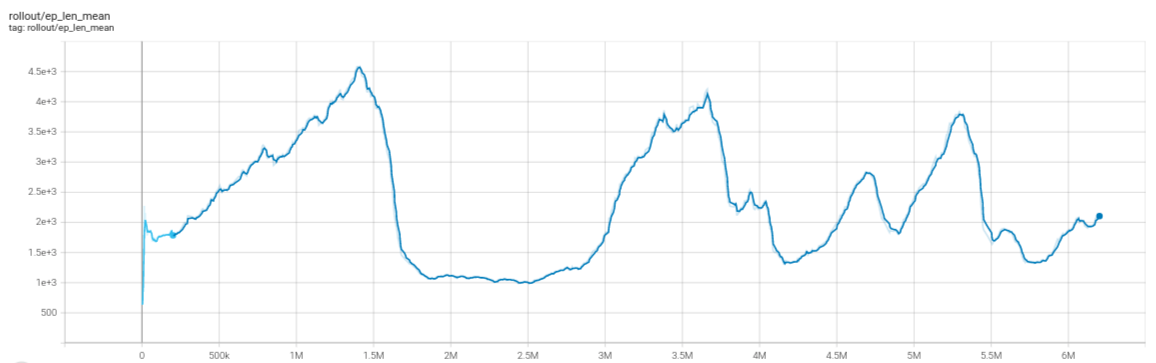 rollout/ep_len_mean
tag: rollout/ep_len_mean
4.5e+3
4e+3
3.5e+3
3e+3
2.5e+3
2e+3
1.5e+3
1e+3
500
0 500k 1M 1.5M 2M 2.5M 3M 3.5M 4M 4.5M 5M 5.5M 6M